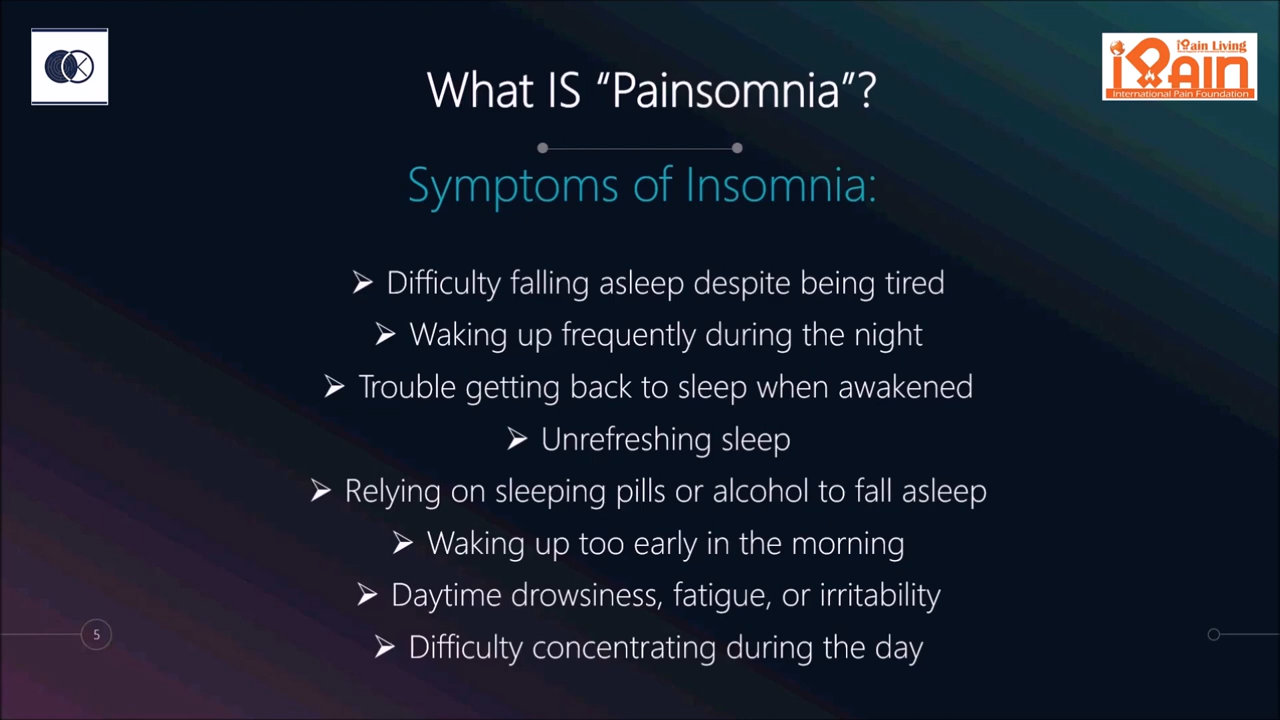 What IS “Painsomnia”?
iPain Living
iPain
International Pain Foundation
Symptoms of Insomnia:
➢ Difficulty falling asleep despite being tired
➢ Waking up frequently during the night
➢ Trouble getting back to sleep when awakened
➢ Unrefreshing sleep
➢ Relying on sleeping pills or alcohol to fall asleep
➢ Waking up too early in the morning
➢ Daytime drowsiness, fatigue, or irritability
➢ Difficulty concentrating during the day
5